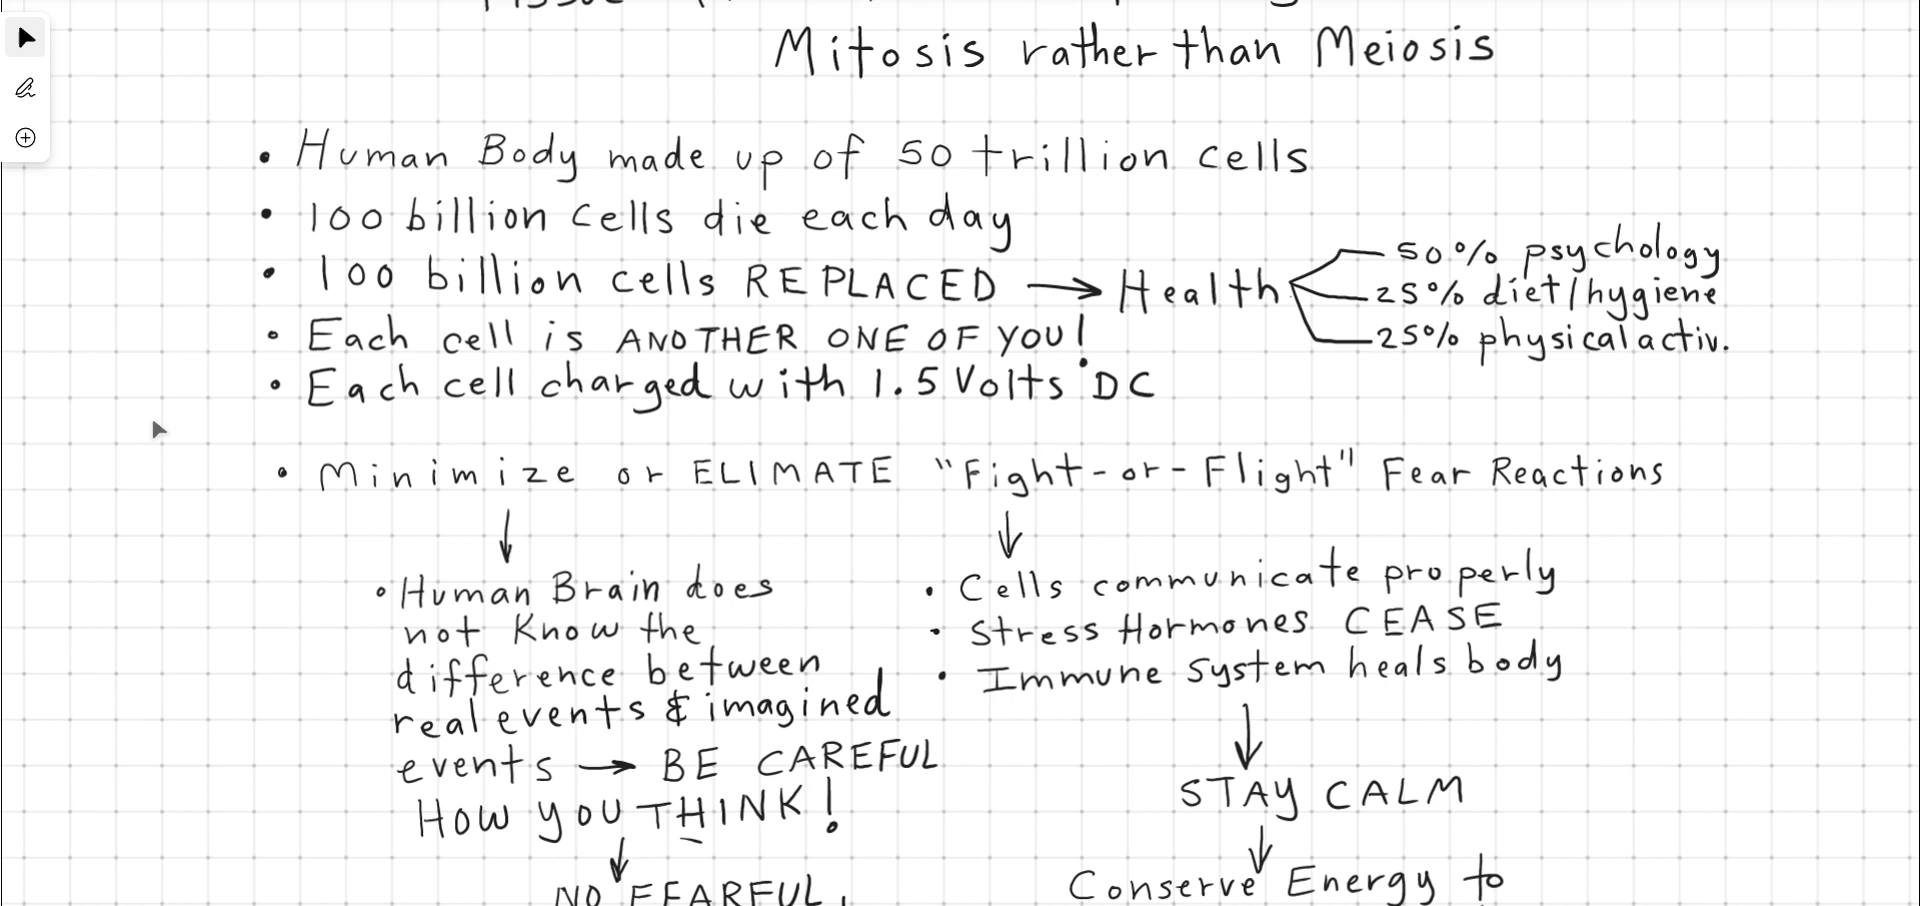 Mitosis rather than Meiosis
• Human Body made up of 50 trillion cells
• 100 billion cells die each day
• 100 billion cells REPLACED → Health
50% psychology
25% diet/hygiene
25% physical activ.
• Each cell is ANOTHER ONE OF YOU!
• Each cell charged with 1.5 Volts DC
• Minimize or ELIMATE "Fight-or-Flight" Fear Reactions
• Human Brain does
not Know the
difference between
real events & imagined
events → BE CAREFUL
HOW YOU THINK!
NO FEARFUL
• Cells communicate properly
• Stress Hormones CEASE
• Immune System heals body
STAY CALM
Conserve Energy to